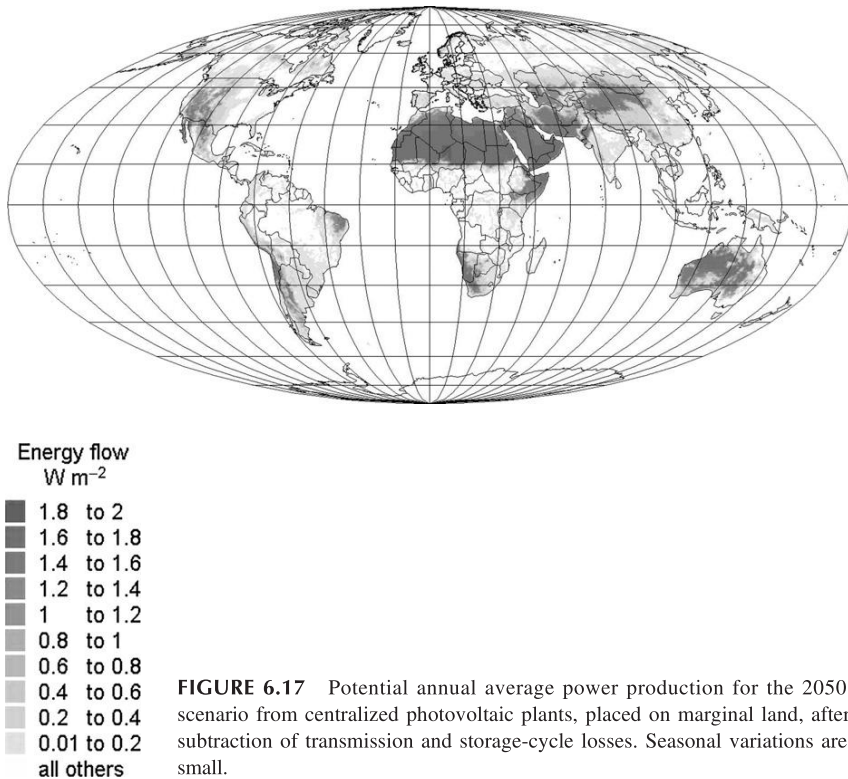 Energy flow
W m⁻²
1.8 to 2
1.6 to 1.8
1.4 to 1.6
1.2 to 1.4
1 to 1.2
0.8 to 1
0.6 to 0.8
0.4 to 0.6
0.2 to 0.4
0.01 to 0.2
all others
FIGURE 6.17 Potential annual average power production for the 2050
scenario from centralized photovoltaic plants, placed on marginal land, after
subtraction of transmission and storage-cycle losses. Seasonal variations are
small.